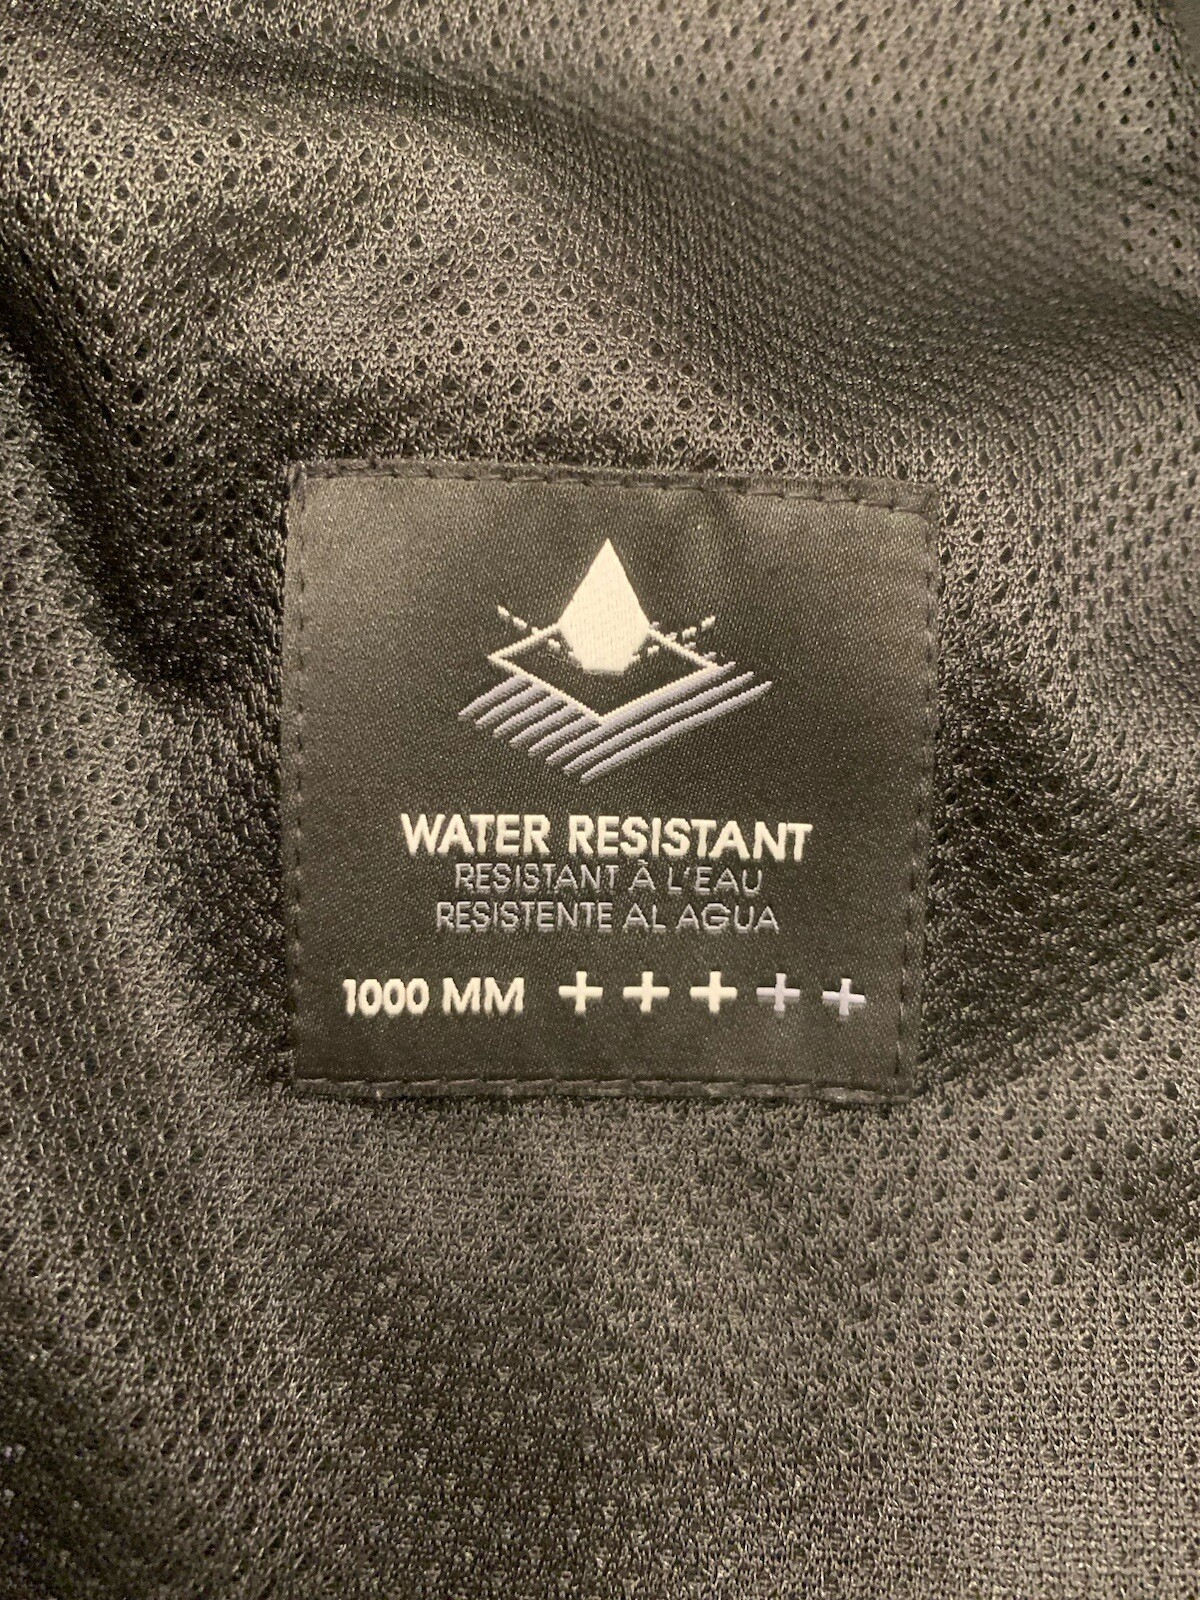 WATER RESISTANT
RESISTANT À L'EAU
RESISTENTE AL AGUA
1000 MM + + + + +